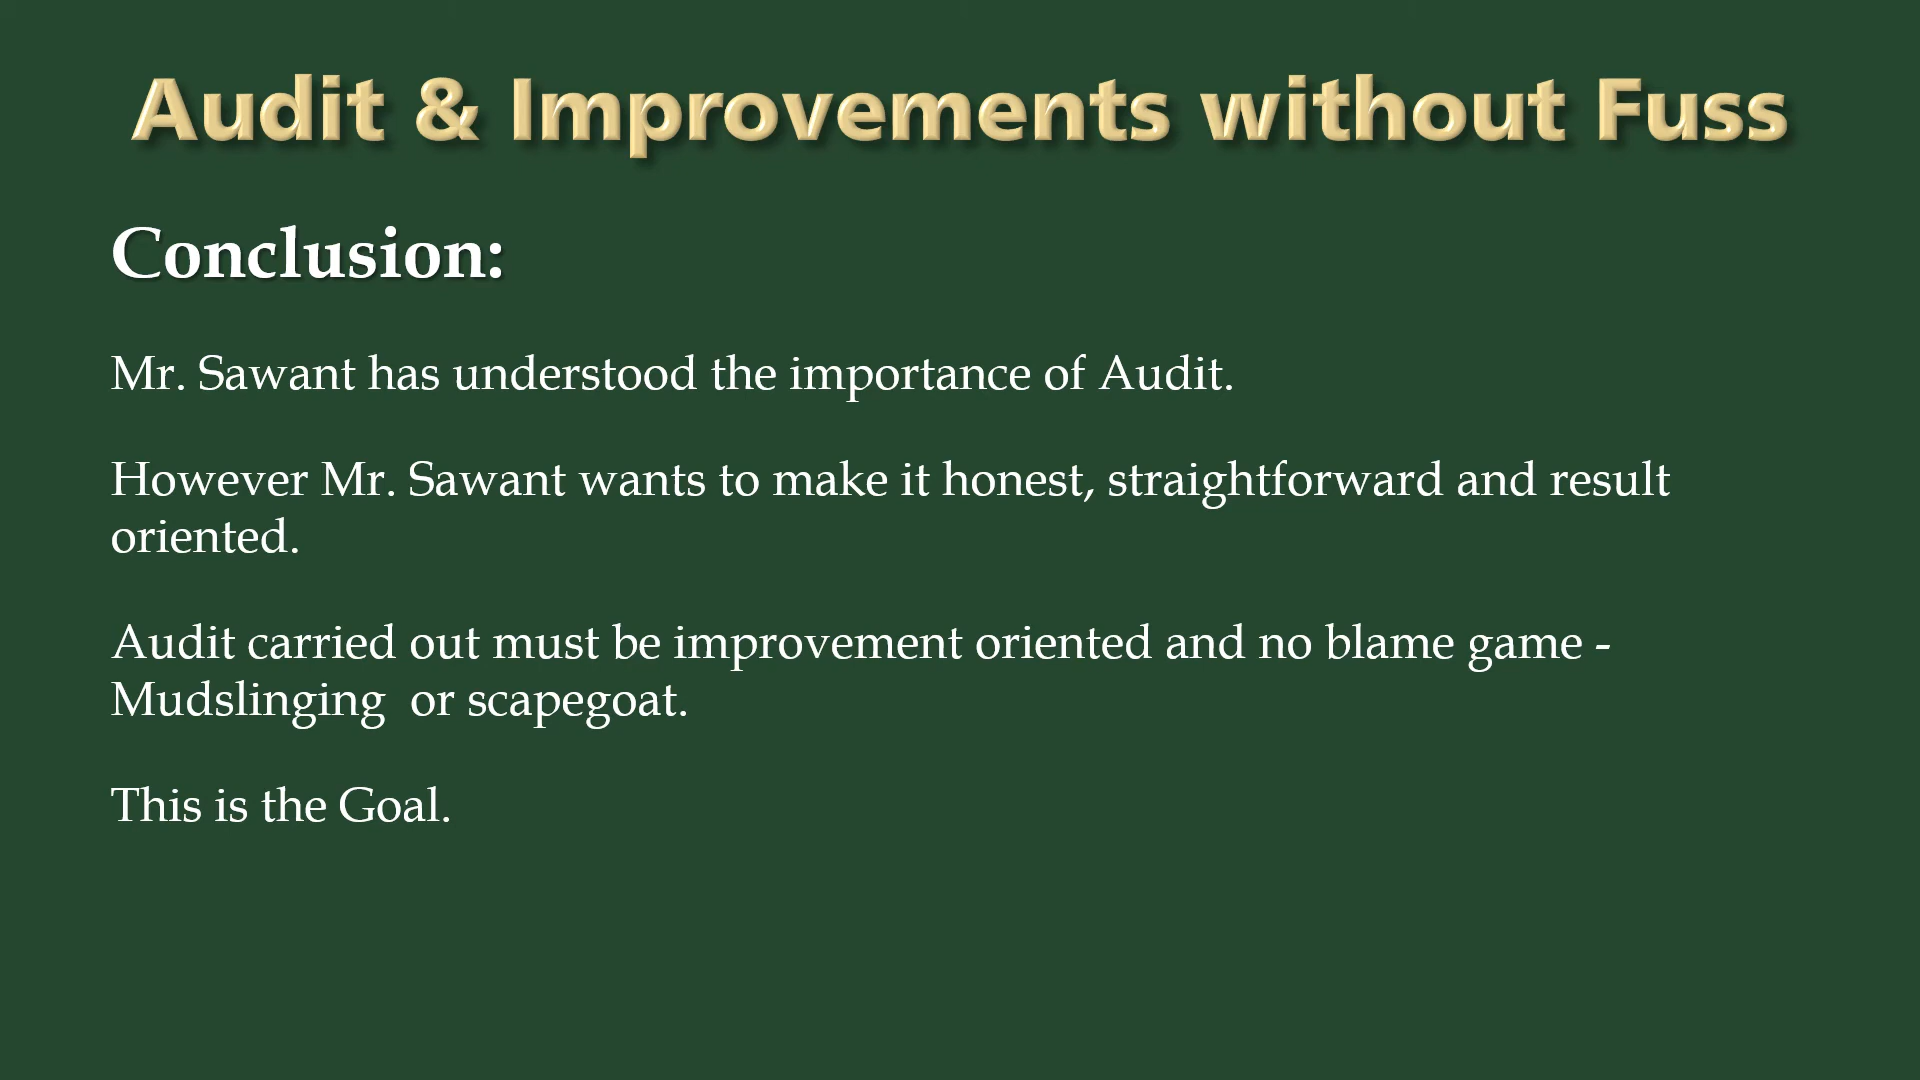 Audit & Improvements without Fuss
Conclusion:
Mr. Sawant has understood the importance of Audit.
However Mr. Sawant wants to make it honest, straightforward and result
oriented.
Audit carried out must be improvement oriented and no blame game -
Mudslinging  or scapegoat.
This is the Goal.